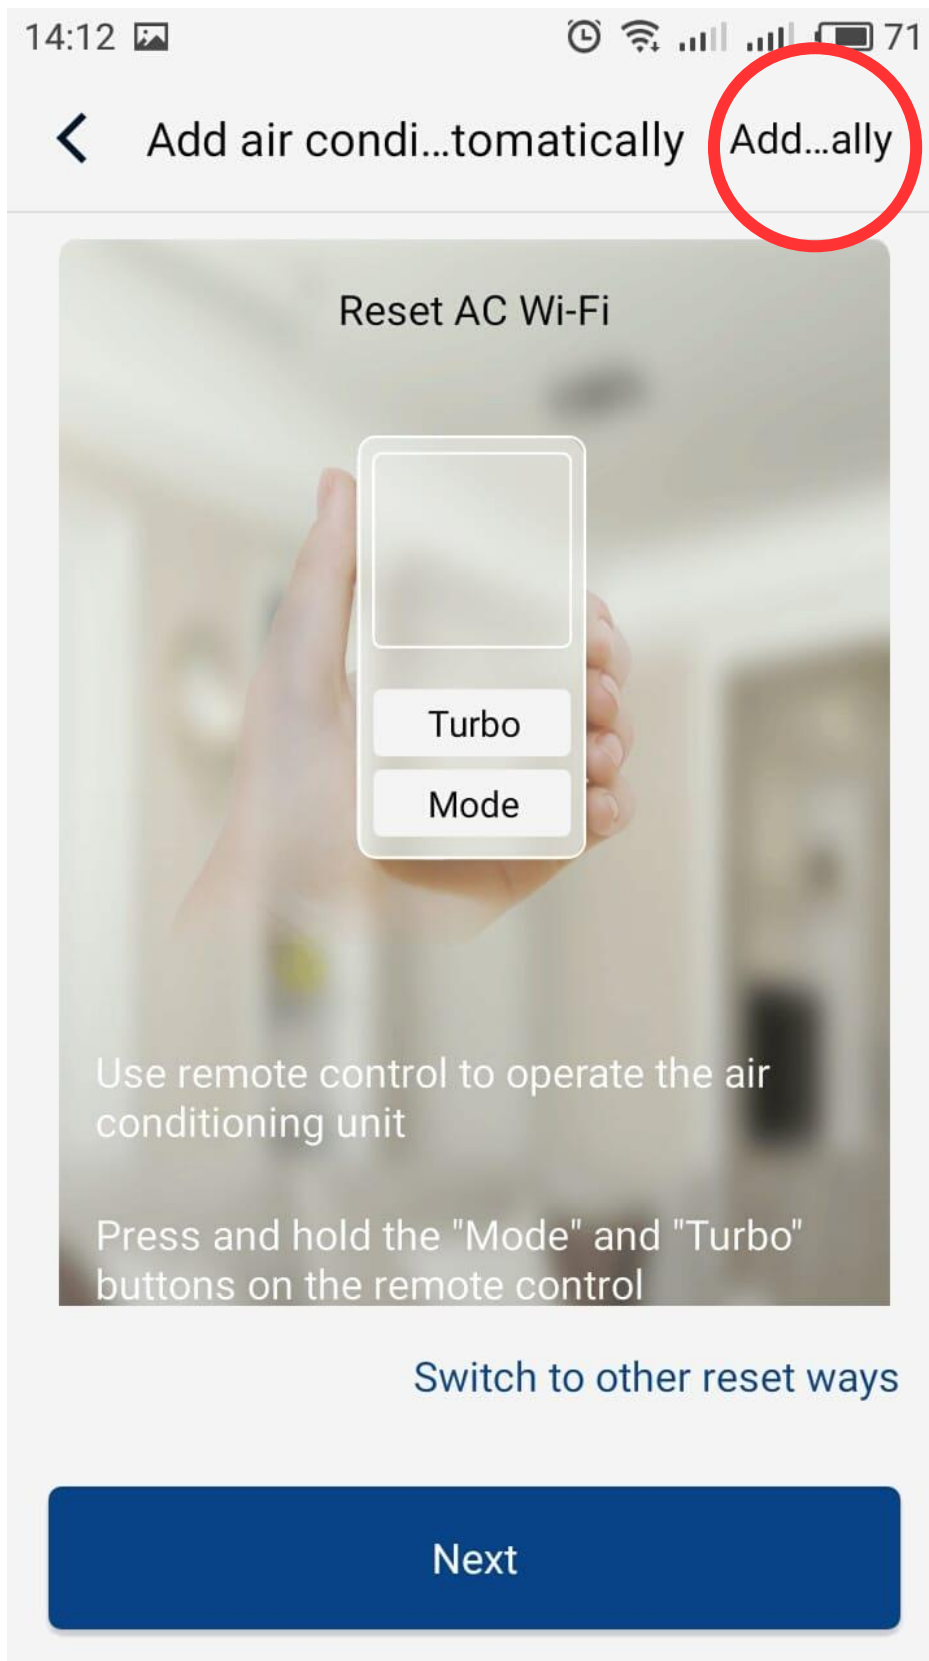 14:12 71
Add air condi...tomatically Add...ally
Reset AC Wi-Fi
Turbo
Mode
Use remote control to operate the air
conditioning unit
Press and hold the "Mode" and "Turbo"
buttons on the remote control
Switch to other reset ways
Next